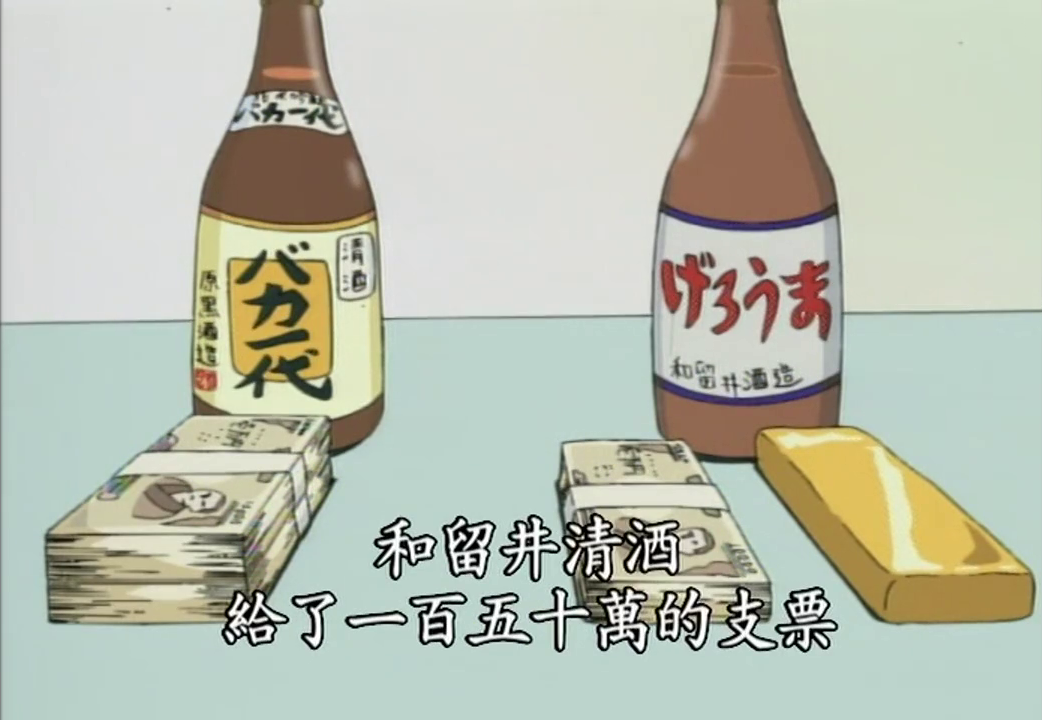 バカ一代
清酒
バカ一代
原黒酒造
げろうま
和留井酒造
和留井清酒
給了一百五十萬的支票